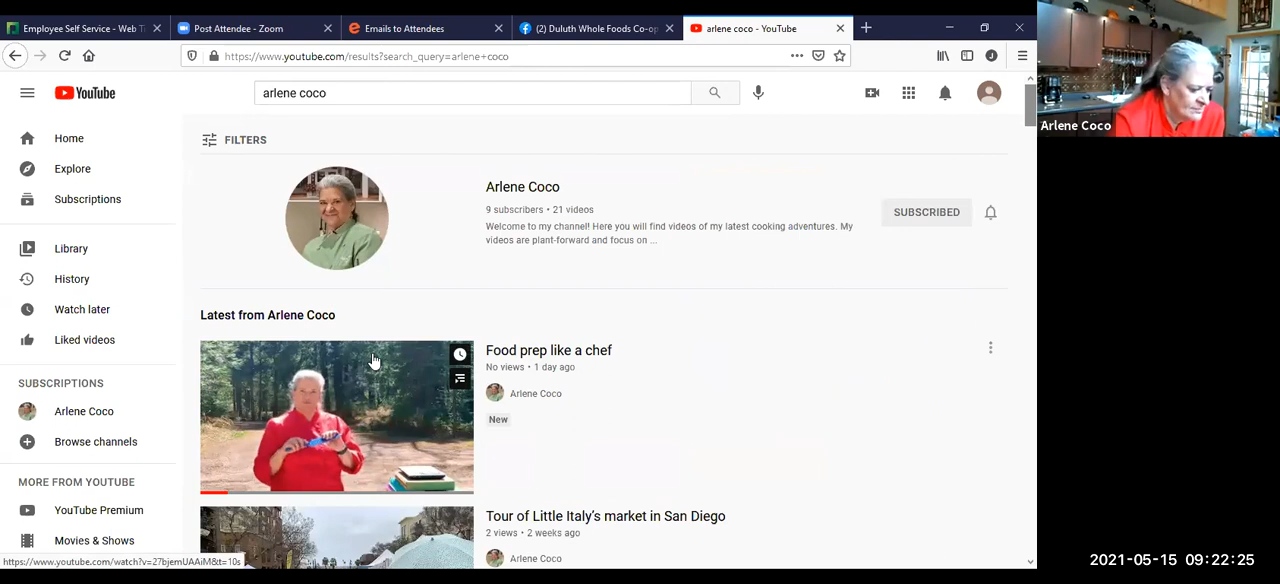 Employee Self Service - Web Ti
Post Attendee - Zoom
Emails to Attendees
(2) Duluth Whole Foods Co-op
arlene coco - YouTube
https://www.youtube.com/results?search_query=arlene+coco
YouTube
arlene coco
Home
Explore
Subscriptions
Library
History
Watch later
Liked videos
SUBSCRIPTIONS
Arlene Coco
Browse channels
MORE FROM YOUTUBE
YouTube Premium
Movies & Shows
https://www.youtube.com/watch?v=27bjemUAAiM&t=10s
FILTERS
Arlene Coco
9 subscribers • 21 videos
Welcome to my channel! Here you will find videos of my latest cooking adventures. My
videos are plant-forward and focus on ...
SUBSCRIBED
Latest from Arlene Coco
Food prep like a chef
No views • 1 day ago
Arlene Coco
New
Tour of Little Italy's market in San Diego
2 views • 2 weeks ago
Arlene Coco
Arlene Coco
2021-05-15 09:22:25